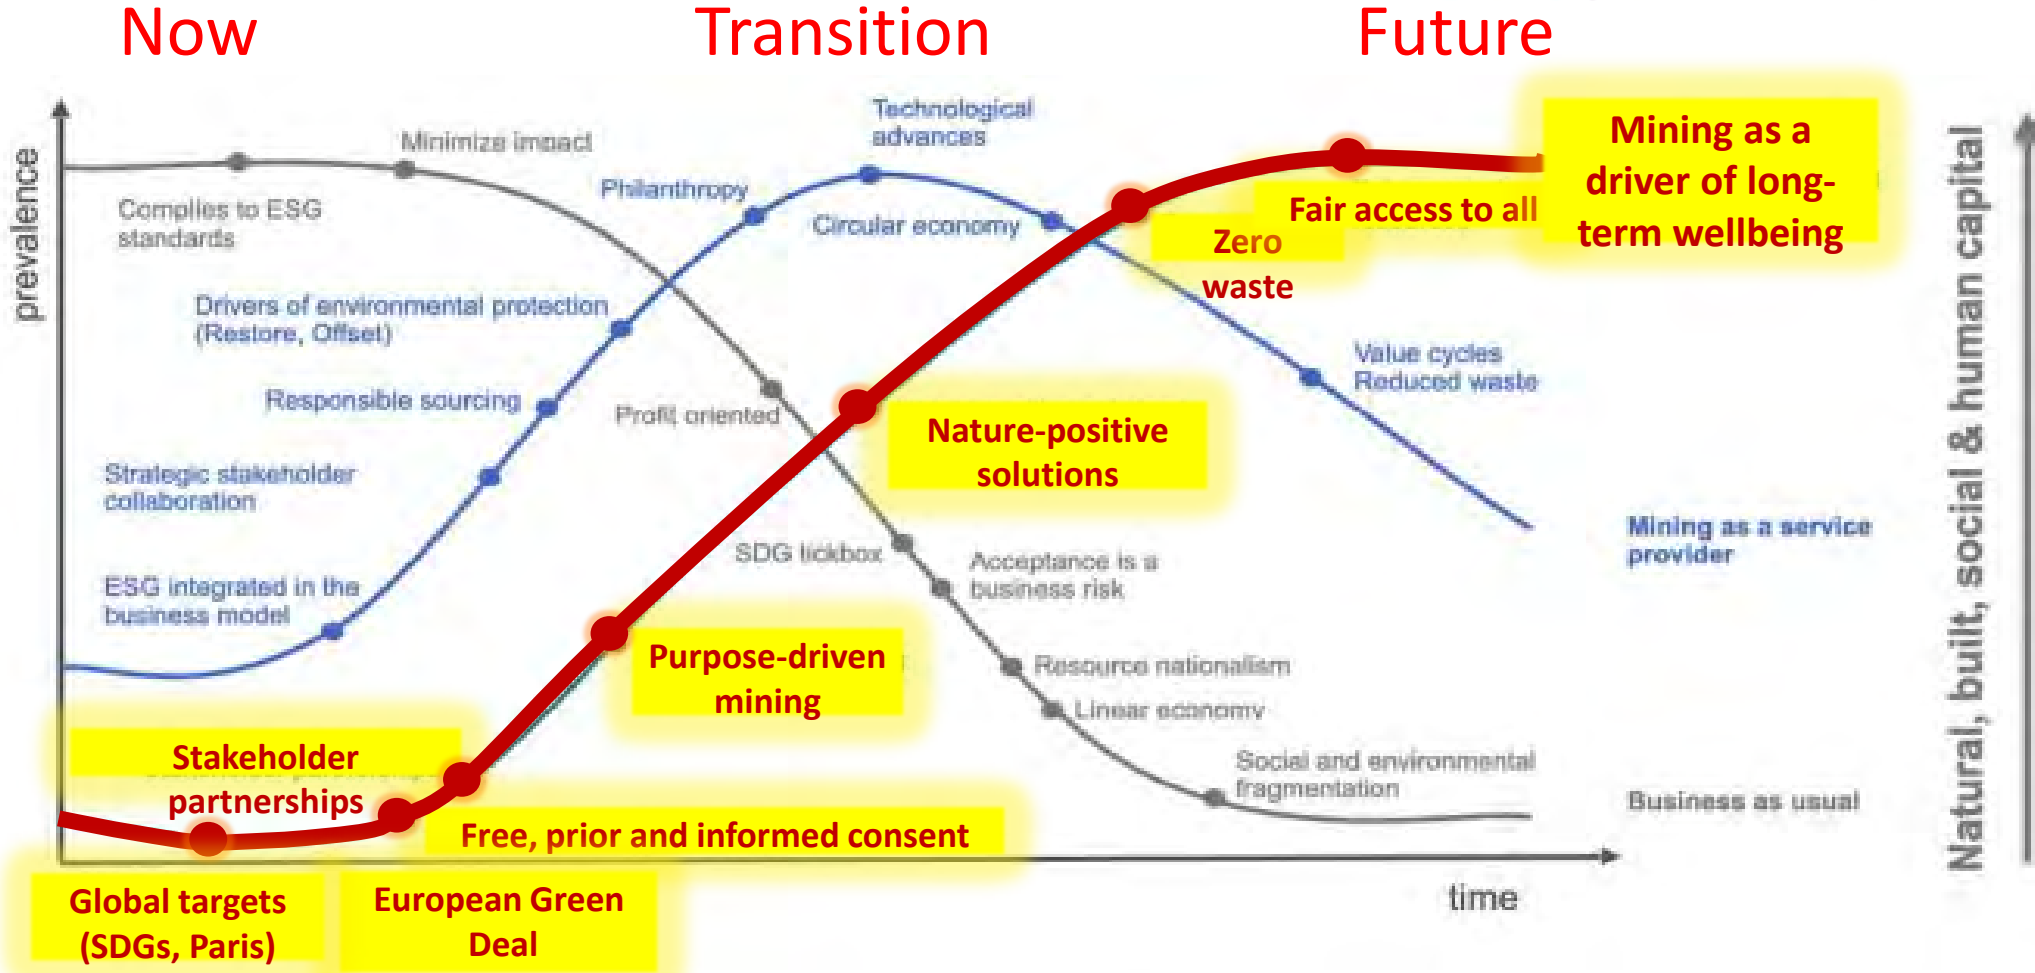 Now
Transition
Future
prevalence
Minimize impact
Complies to ESG
standards
Technological
advances
Philanthropy
Circular economy
Mining as a
driver of long-
term wellbeing
Fair access to all
Zero
waste
Drivers of environmental protection
(Restore, Offset)
Value cycles
Reduced waste
Responsible sourcing
Profit oriented
Nature-positive
solutions
Strategic stakeholder
collaboration
SDG tickbox
Acceptance is a
business risk
Mining as a service
provider
ESG integrated in the
business model
Purpose-driven
mining
Resource nationalism
Linear economy
Stakeholder
partnerships
Social and environmental
fragmentation
Business as usual
Free, prior and informed consent
Global targets
(SDGs, Paris)
European Green
Deal
time
Natural, built, social & human capital